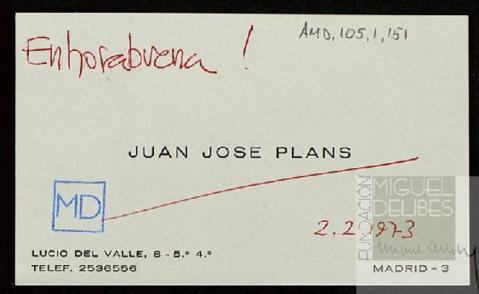 Enhorabuena !
AMD, 105, 1, 151
JUAN JOSE PLANS
MD
2.2.1973
FUNDACIÓN
MIGUEL
DELIBES
LUCIO DEL VALLE, 8 - 5.º 4.º
TELEF. 2536556
MADRID - 3